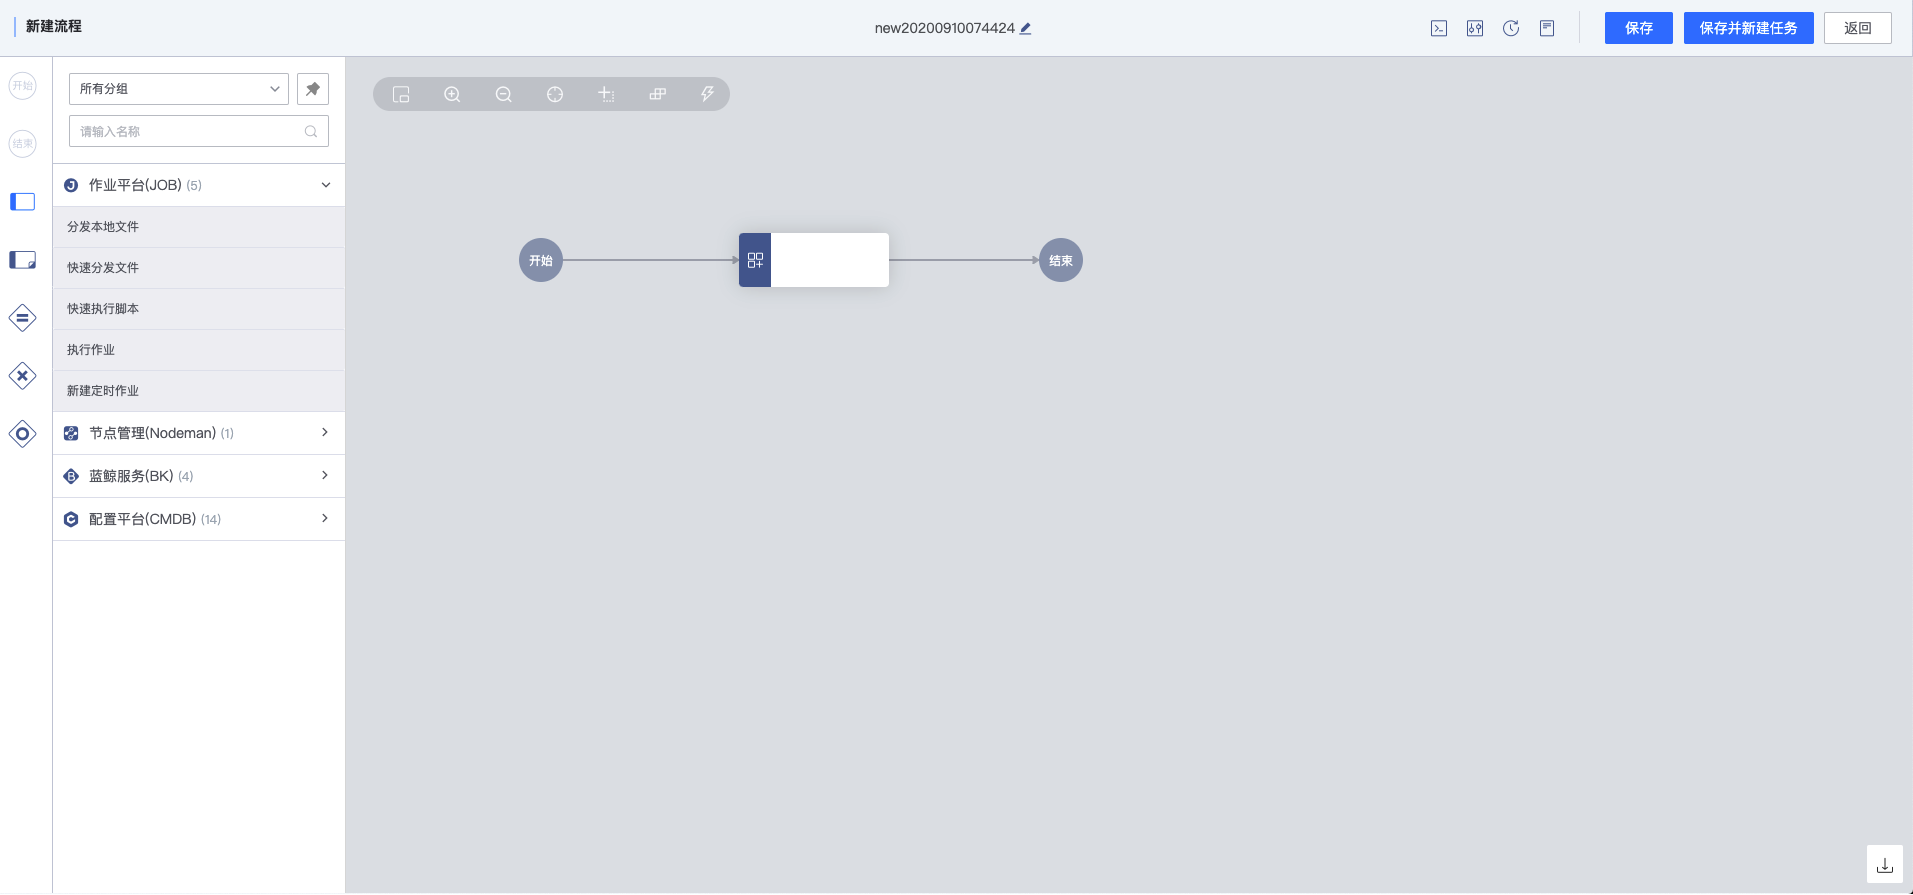 新建流程
new20200910074424
保存
保存并新建任务
返回
开始
结束
所有分组
请输入名称
作业平台(JOB) (5)
分发本地文件
快速分发文件
快速执行脚本
执行作业
新建定时作业
节点管理(Nodeman) (1)
蓝鲸服务(BK) (4)
配置平台(CMDB) (14)
开始
结束